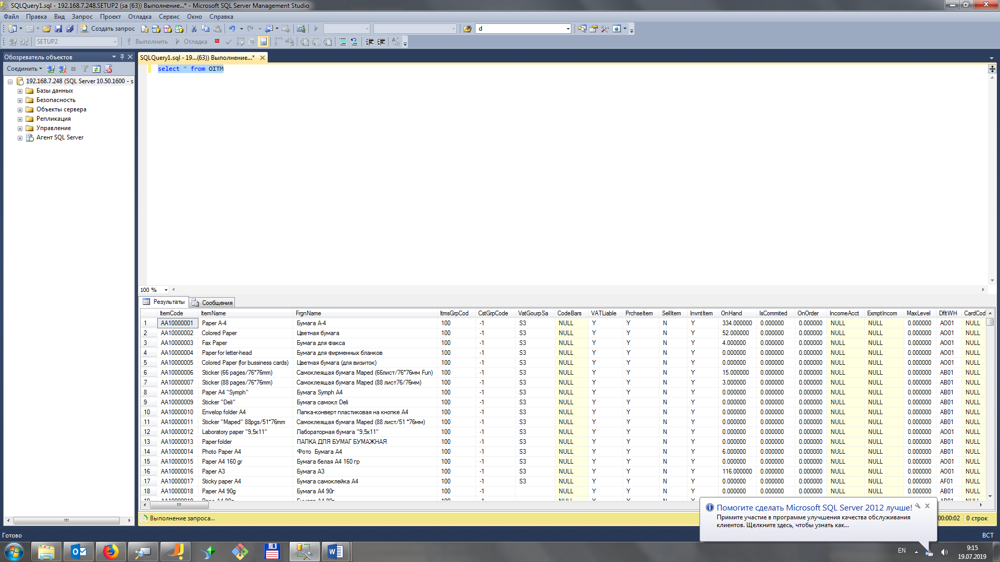 SQLQuery1.sql - 192.168.7.248.SETUP2 (sa (63)) Выполнение...* - Microsoft SQL Server Management Studio
Файл Правка Вид Запрос Проект Отладка Сервис Окно Справка
Создать запрос d
SETUP2 Выполнить Отладка
Обозреватель объектов
SQLQuery1.sql - 19...(63)) Выполнение...*
Соединить
select * from OITM
192.168.7.248 (SQL Server 10.50.1600 - s
Базы данных
Безопасность
Объекты сервера
Репликация
Управление
Агент SQL Server
100 %
Результаты Сообщения
ItemCode ItemName FrgnName ItmsGrpCod CstGrpCode VatGourpSa CodeBars VATLiable PrchseItem SellItem InvntItem OnHand IsCommited OnOrder IncomeAcct ExmptIncom MaxLevel DfltWH CardCod
1 AA10000001 Paper A-4 Бумага А-4 100 -1 S3 NULL Y Y N Y 334.000000 0.000000 0.000000 NULL NULL 0.000000 AO01 NULL
2 AA10000002 Colored Paper Цветная бумага 100 -1 S3 NULL Y Y N Y 52.000000 0.000000 0.000000 NULL NULL 0.000000 AO01 NULL
3 AA10000003 Fax Paper Бумага для факса 100 -1 S3 NULL Y Y N Y 4.000000 0.000000 0.000000 NULL NULL 0.000000 AO01 NULL
4 AA10000004 Paper for letter-head Бумага для фирменных бланков 100 -1 S3 NULL Y Y N Y 0.000000 0.000000 0.000000 NULL NULL 0.000000 AO01 NULL
5 AA10000005 Colored Paper (for bussiness cards) Цветная бумага (для визиток) 100 -1 S3 NULL Y Y N Y 0.000000 0.000000 0.000000 NULL NULL 0.000000 AO01 NULL
6 AA10000006 Sticker (66 pages/76*76mm) Самоклеящая бумага Maped (66лист/76*76мм Fun) 100 -1 S3 NULL Y Y N Y 15.000000 0.000000 0.000000 NULL NULL 0.000000 AB01 NULL
7 AA10000007 Sticker (88 pages/76*76mm) Самоклеящая бумага Maped (88 лист76/76мм) 100 -1 S3 NULL Y Y N Y 3.000000 0.000000 0.000000 NULL NULL 0.000000 AB01 NULL
8 AA10000008 Paper A4 "Symph" Бумага Symph A4 100 -1 S3 NULL Y Y N Y 0.000000 0.000000 0.000000 NULL NULL 0.000000 AB01 NULL
9 AA10000009 Sticker "Deli" Бумага самокл Deli 100 -1 S3 NULL Y Y N Y 0.000000 0.000000 0.000000 NULL NULL 0.000000 AB01 NULL
10 AA10000010 Envelop folder A4 Папка-конверт пластиковая на кнопке А4 100 -1 S3 NULL Y Y N Y 0.000000 0.000000 0.000000 NULL NULL 0.000000 AB01 NULL
11 AA10000011 Sticker "Maped" 88pgs/51*76mm Самоклеящая бумага Maped (88 лист/51 *76мм) 100 -1 S3 NULL Y Y N Y 0.000000 0.000000 0.000000 NULL NULL 0.000000 AB01 NULL
12 AA10000012 Laboratory paper "9,5x11" Лабораторная бумага "9,5х11" 100 -1 S3 NULL Y Y N Y 0.000000 0.000000 0.000000 NULL NULL 0.000000 AO01 NULL
13 AA10000013 Paper folder ПАПКА ДЛЯ БУМАГ БУМАЖНАЯ 100 -1 S3 NULL Y Y N Y 0.000000 0.000000 0.000000 NULL NULL 0.000000 AB01 NULL
14 AA10000014 Photo Paper A4 Фото Бумага А4 100 -1 S3 NULL Y Y N Y 6.000000 0.000000 0.000000 NULL NULL 0.000000 AB01 NULL
15 AA10000015 Paper A4 160 gr Бумага белая А4 160 гр 100 -1 S3 NULL Y Y N Y 0.000000 0.000000 0.000000 NULL NULL 0.000000 AO01 NULL
16 AA10000016 Paper A3 Бумага А3 100 -1 S3 NULL Y Y N Y 116.000000 0.000000 0.000000 NULL NULL 0.000000 AO01 NULL
17 AA10000017 Sticky paper A4 Бумага самоклейка А4 100 -1 S3 NULL Y Y N Y 0.000000 0.000000 0.000000 NULL NULL 0.000000 AF01 NULL
18 AA10000018 Paper A4 90g Бумага А4 90г 100 -1 NULL Y Y N Y 0.000000 0.000000 0.000000 NULL NULL 0.000000 AB01 NULL
Помогите сделать Microsoft SQL Server 2012 лучше!
Примите участие в программе улучшения качества обслуживания
клиентов. Щелкните здесь, чтобы узнать как...
Выполнение запроса... 00:00:02 0 строк
Готово ВСТ
EN 9:15
19.07.2019